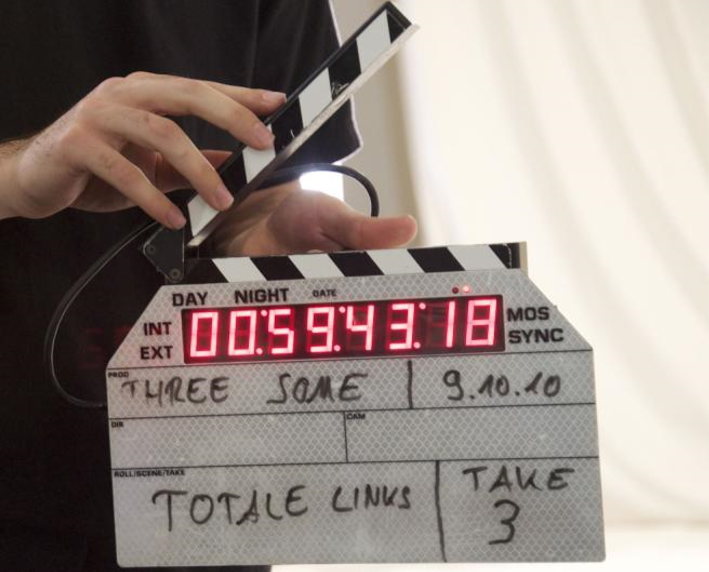 DAY NIGHT DATE
INT
EXT
00:59:43:18
MOS
SYNC
PROD
THREE SOME 9.10.10
DIR CAM
ROLL/SCENE/TAKE
TOTALE LINKS
TAKE
3